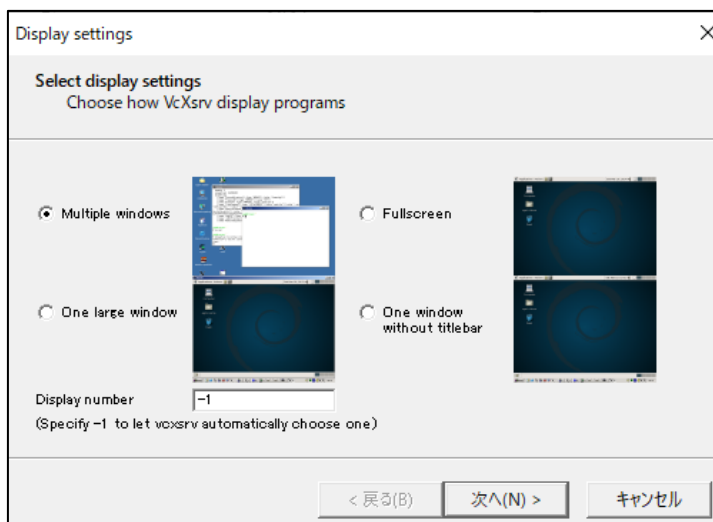 Display settings
Select display settings
Choose how VcXsrv display programs
Multiple windows
Fullscreen
One large window
One window
without titlebar
Display number
-1
(Specify -1 to let vcxsrv automatically choose one)
< 戻る(B)
次へ(N) >
キャンセル